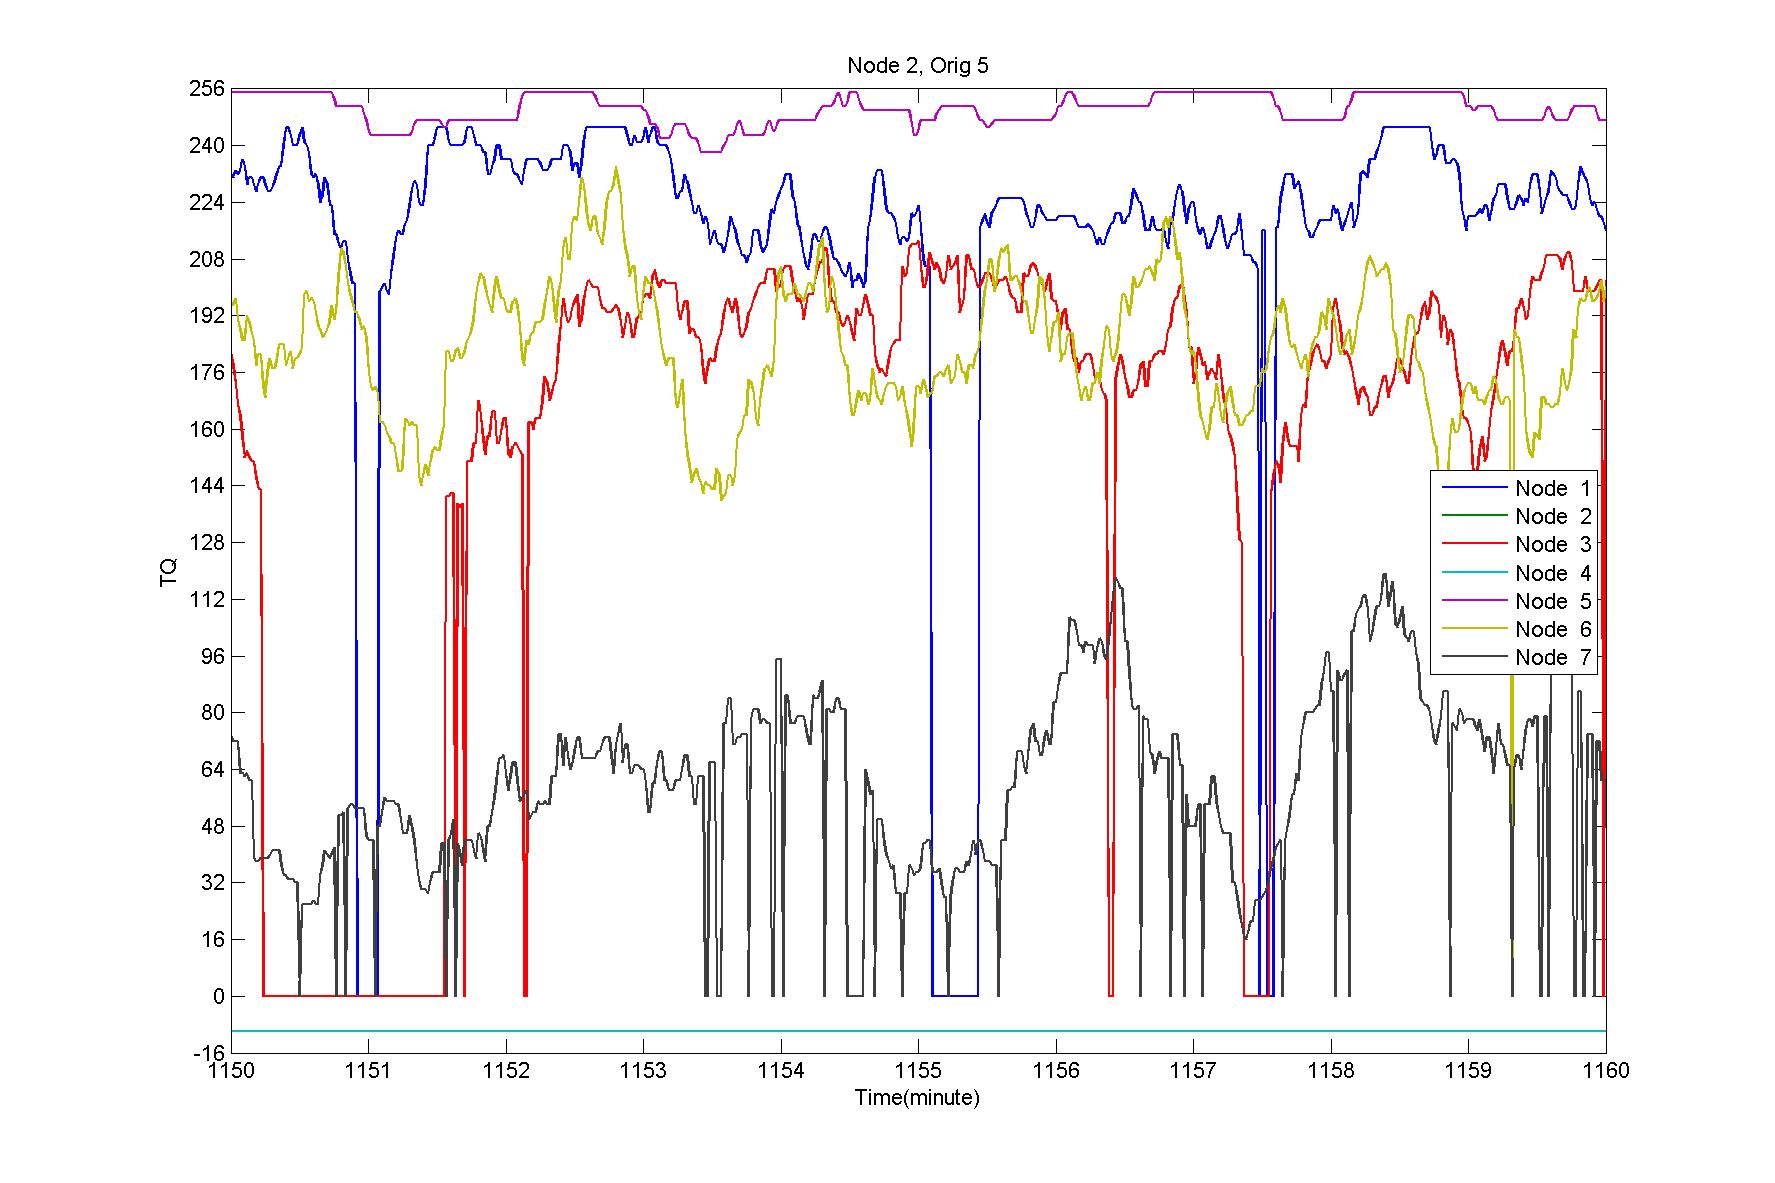 Node 2, Orig 5
256
240
224
208
192
176
160
144
128
112
96
80
64
48
32
16
0
-16
TQ
Node 1
Node 2
Node 3
Node 4
Node 5
Node 6
Node 7
1150 1151 1152 1153 1154 1155 1156 1157 1158 1159 1160
Time(minute)